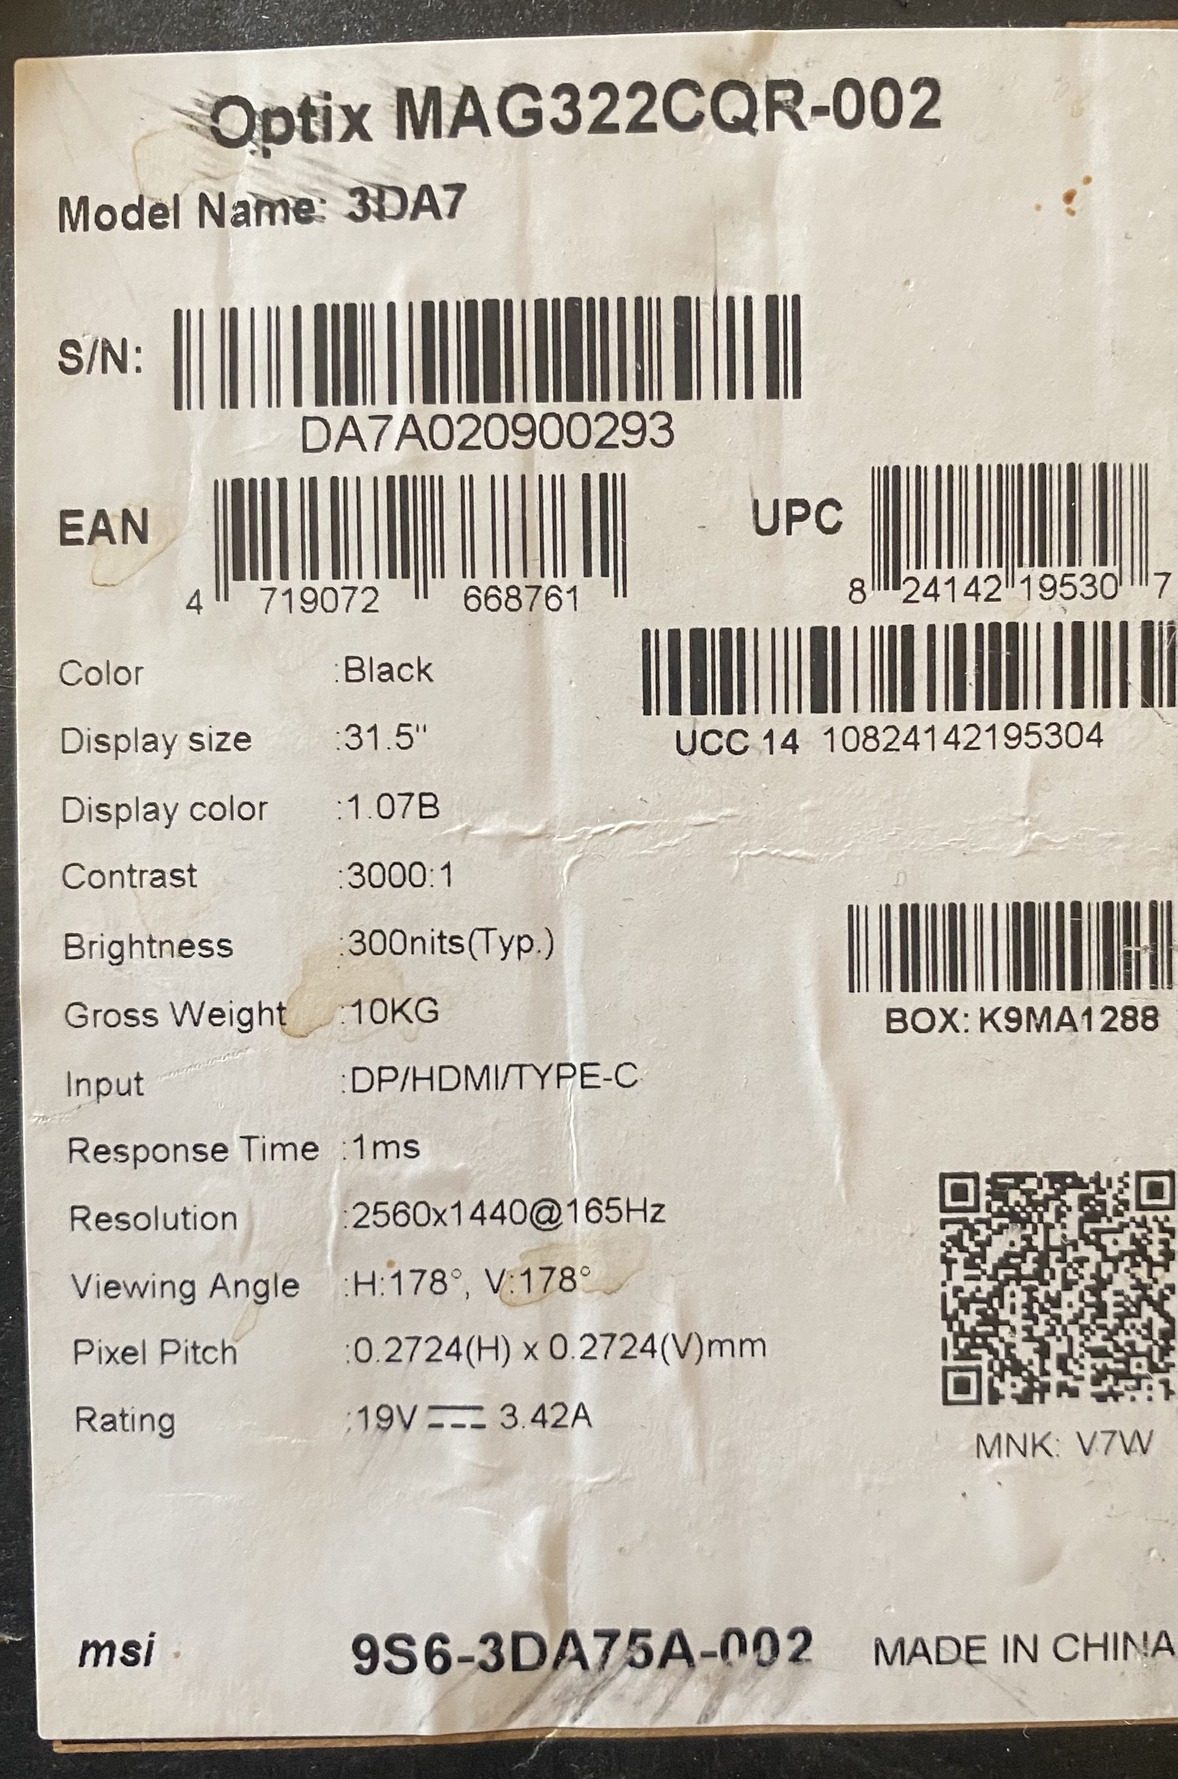 Optix MAG322CQR-002
Model Name: 3DA7
S/N:
DA7A020900293
EAN
4 719072 668761
UPC
8 24142 19530 7
Color :Black
UCC 14 10824142195304
Display size :31.5"
Display color :1.07B
Contrast :3000:1
Brightness :300nits(Typ.)
Gross Weight :10KG
BOX: K9MA1288
Input :DP/HDMI/TYPE-C
Response Time :1ms
Resolution :2560x1440@165Hz
Viewing Angle :H:178°, V:178°
Pixel Pitch :0.2724(H) x 0.2724(V)mm
Rating :19V ⎓ 3.42A
MNK: V7W
msi 9S6-3DA75A-002 MADE IN CHINA